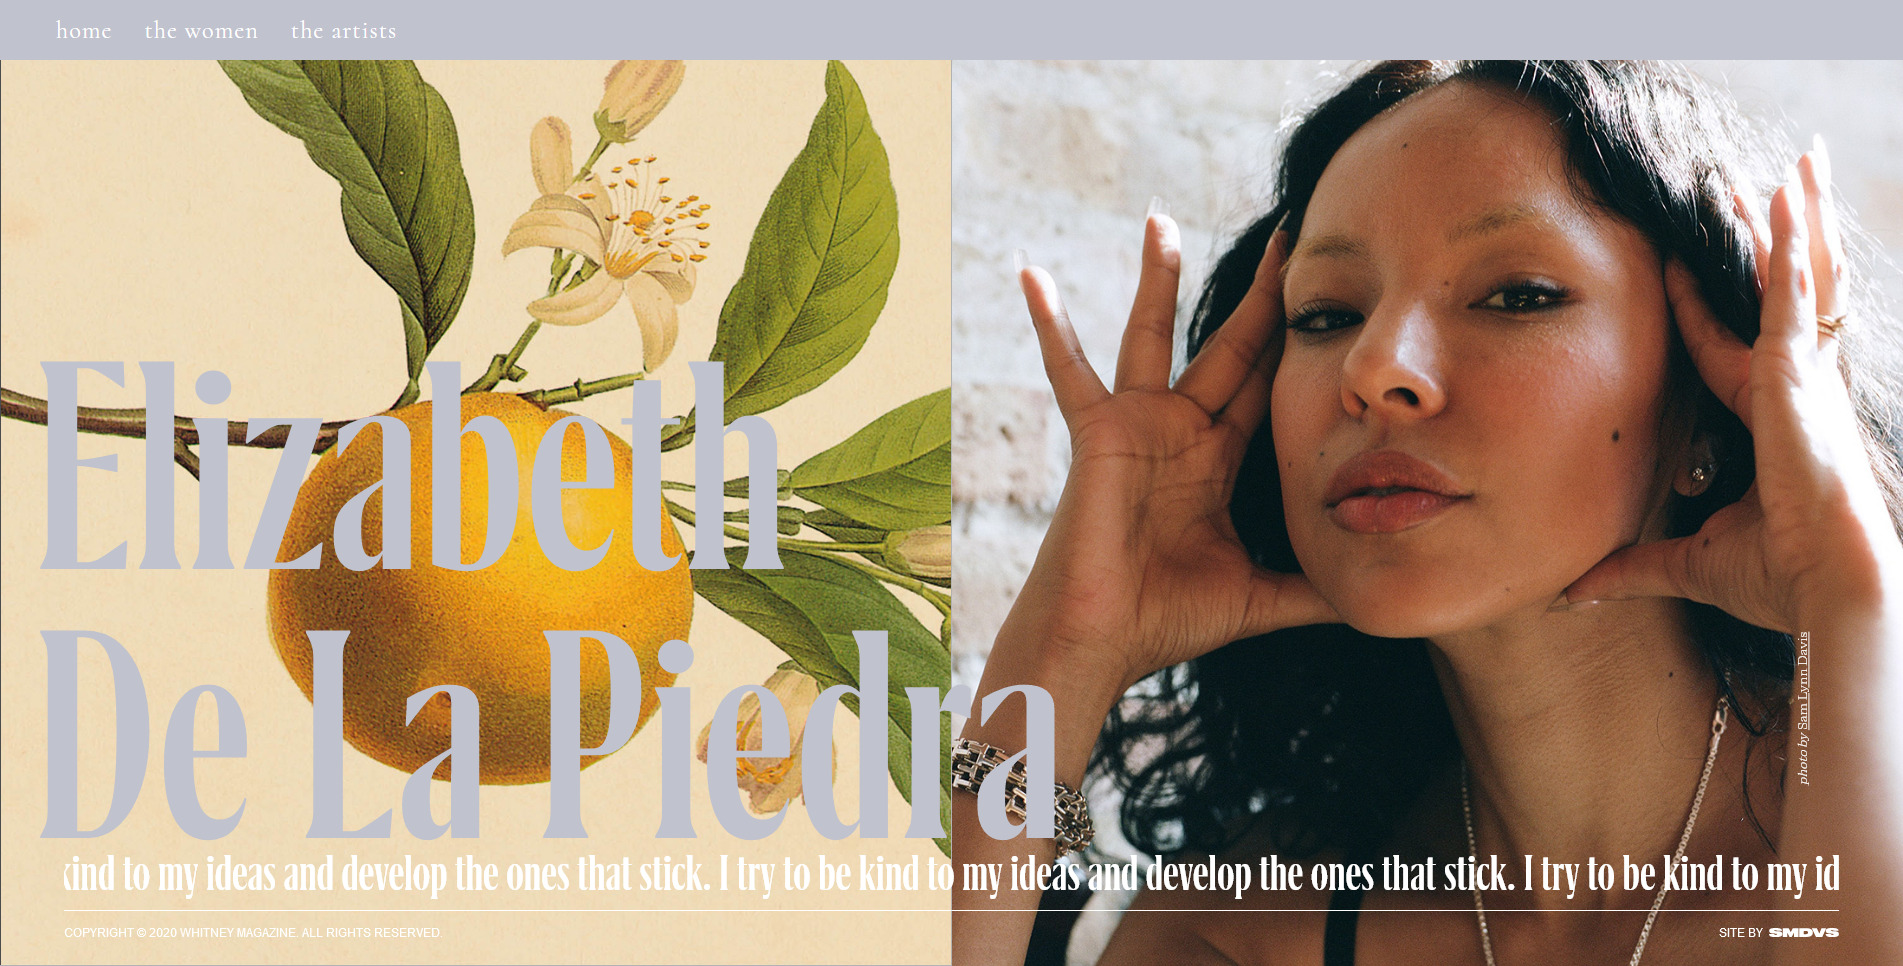 home the women the artists
Elizabeth
De La Piedra
photo by Sam Lynn Davis
kind to my ideas and develop the ones that stick. I try to be kind to my ideas and develop the ones that stick. I try to be kind to my id
COPYRIGHT © 2020 WHITNEY MAGAZINE. ALL RIGHTS RESERVED.
SITE BY SMDVS